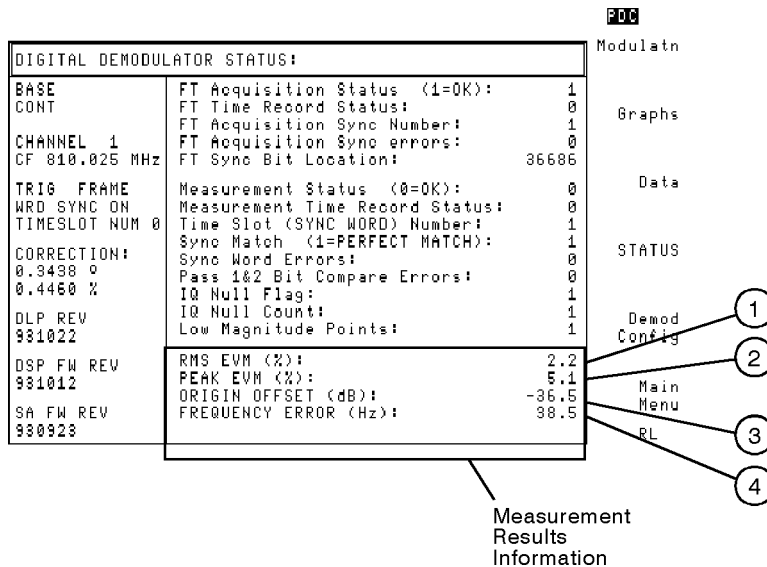 PDC
Modulatn
DIGITAL DEMODULATOR STATUS:
BASE
CONT
CHANNEL 1
CF 810.025 MHz
TRIG FRAME
WRD SYNC ON
TIMESLOT NUM 0
CORRECTION:
0.3438 º
0.4460 %
DLP REV
931022
DSP FW REV
931012
SA FW REV
930923
FT Acquisition Status (1=OK): 1
FT Time Record Status: 0
FT Acquisition Sync Number: 1
FT Acquisition Sync errors: 0
FT Sync Bit Location: 36686
Measurement Status (0=OK): 0
Measurement Time Record Status: 0
Time Slot (SYNC WORD) Number: 1
Sync Match (1=PERFECT MATCH): 1
Sync Word Errors: 0
Pass 1&2 Bit Compare Errors: 0
IQ Null Flag: 1
IQ Null Count: 1
Low Magnitude Points: 1
RMS EVM (%): 2.2
PEAK EVM (%): 5.1
ORIGIN OFFSET (dB): -36.5
FREQUENCY ERROR (Hz): 38.5
Graphs
Data
STATUS
Demod
Config
Main
Menu
RL
1
2
3
4
Measurement
Results
Information